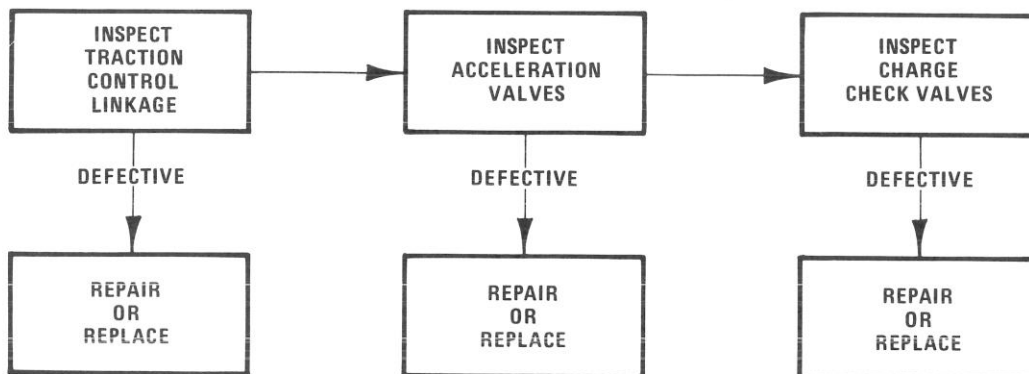 INSPECT
TRACTION
CONTROL
LINKAGE
INSPECT
ACCELERATION
VALVES
INSPECT
CHARGE
CHECK VALVES
DEFECTIVE
DEFECTIVE
DEFECTIVE
REPAIR
OR
REPLACE
REPAIR
OR
REPLACE
REPAIR
OR
REPLACE